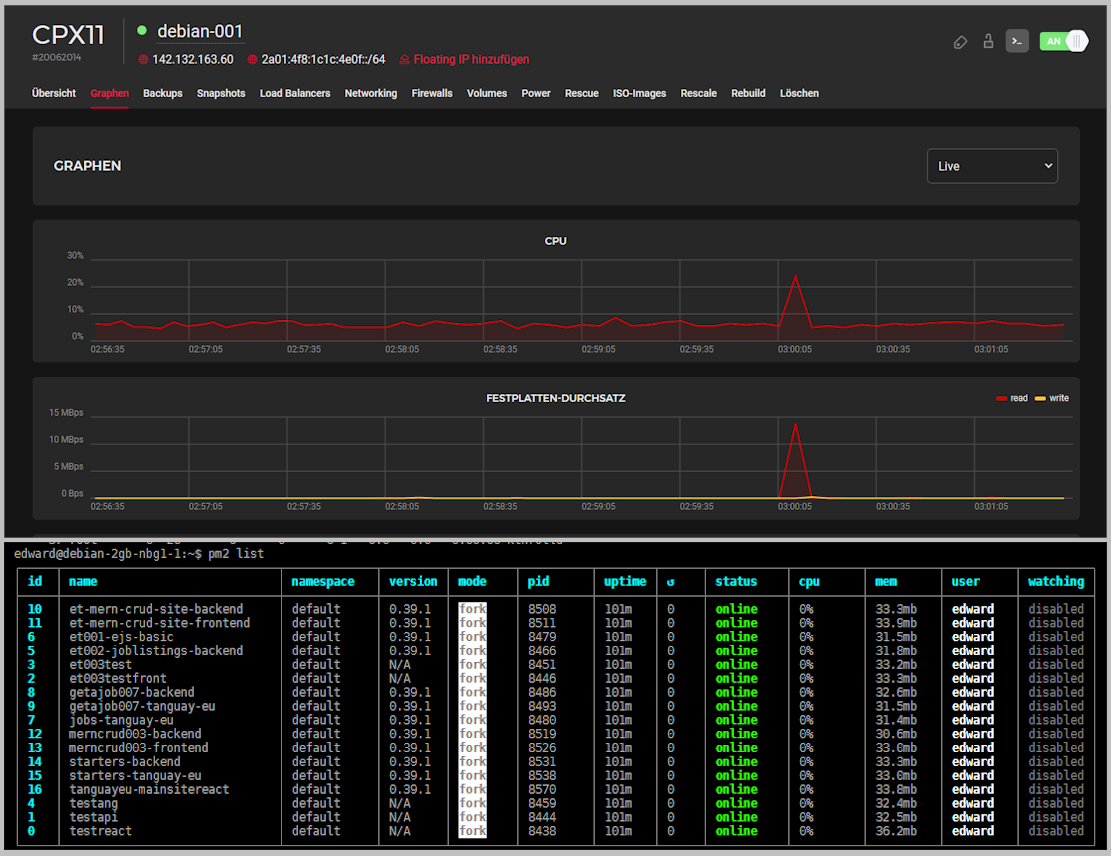 CPX11
#20062014
debian-001
142.132.163.60 2a01:4f8:1c1c:4e0f::/64 Floating IP hinzufügen
AN
Übersicht Graphen Backups Snapshots Load Balancers Networking Firewalls Volumes Power Rescue ISO-Images Rescale Rebuild Löschen
GRAPHEN
Live
CPU
30%
20%
10%
0%
02:56:35 02:57:05 02:57:35 02:58:05 02:58:35 02:59:05 02:59:35 03:00:05 03:00:35 03:01:05
FESTPLATTEN-DURCHSATZ
read write
15 MBps
10 MBps
5 MBps
0 Bps
02:56:35 02:57:05 02:57:35 02:58:05 02:58:35 02:59:05 02:59:35 03:00:05 03:00:35 03:01:05
edward@debian-2gb-nbg1-1:~$ pm2 list
id name namespace version mode pid uptime ↺ status cpu mem user watching
10 et-mern-crud-site-backend default 0.39.1 fork 8508 101m 0 online 0% 33.3mb edward disabled
11 et-mern-crud-site-frontend default 0.39.1 fork 8511 101m 0 online 0% 33.9mb edward disabled
6 et001-ejs-basic default 0.39.1 fork 8479 101m 0 online 0% 31.5mb edward disabled
5 et002-joblistings-backend default 0.39.1 fork 8466 101m 0 online 0% 31.8mb edward disabled
3 et003test default N/A fork 8451 101m 0 online 0% 33.2mb edward disabled
2 et003testfront default N/A fork 8446 101m 0 online 0% 33.3mb edward disabled
8 getajob007-backend default 0.39.1 fork 8486 101m 0 online 0% 32.6mb edward disabled
9 getajob007-tanguay-eu default 0.39.1 fork 8493 101m 0 online 0% 31.5mb edward disabled
7 jobs-tanguay-eu default 0.39.1 fork 8480 101m 0 online 0% 31.4mb edward disabled
12 merncrud003-backend default 0.39.1 fork 8519 101m 0 online 0% 30.6mb edward disabled
13 merncrud003-frontend default 0.39.1 fork 8526 101m 0 online 0% 33.0mb edward disabled
14 starters-backend default 0.39.1 fork 8531 101m 0 online 0% 33.3mb edward disabled
15 starters-tanguay-eu default 0.39.1 fork 8538 101m 0 online 0% 33.0mb edward disabled
16 tanguayeu-mainsitereact default 0.39.1 fork 8570 101m 0 online 0% 33.8mb edward disabled
4 testang default N/A fork 8459 101m 0 online 0% 32.4mb edward disabled
1 testapi default N/A fork 8444 101m 0 online 0% 32.5mb edward disabled
0 testreact default N/A fork 8438 101m 0 online 0% 36.2mb edward disabled